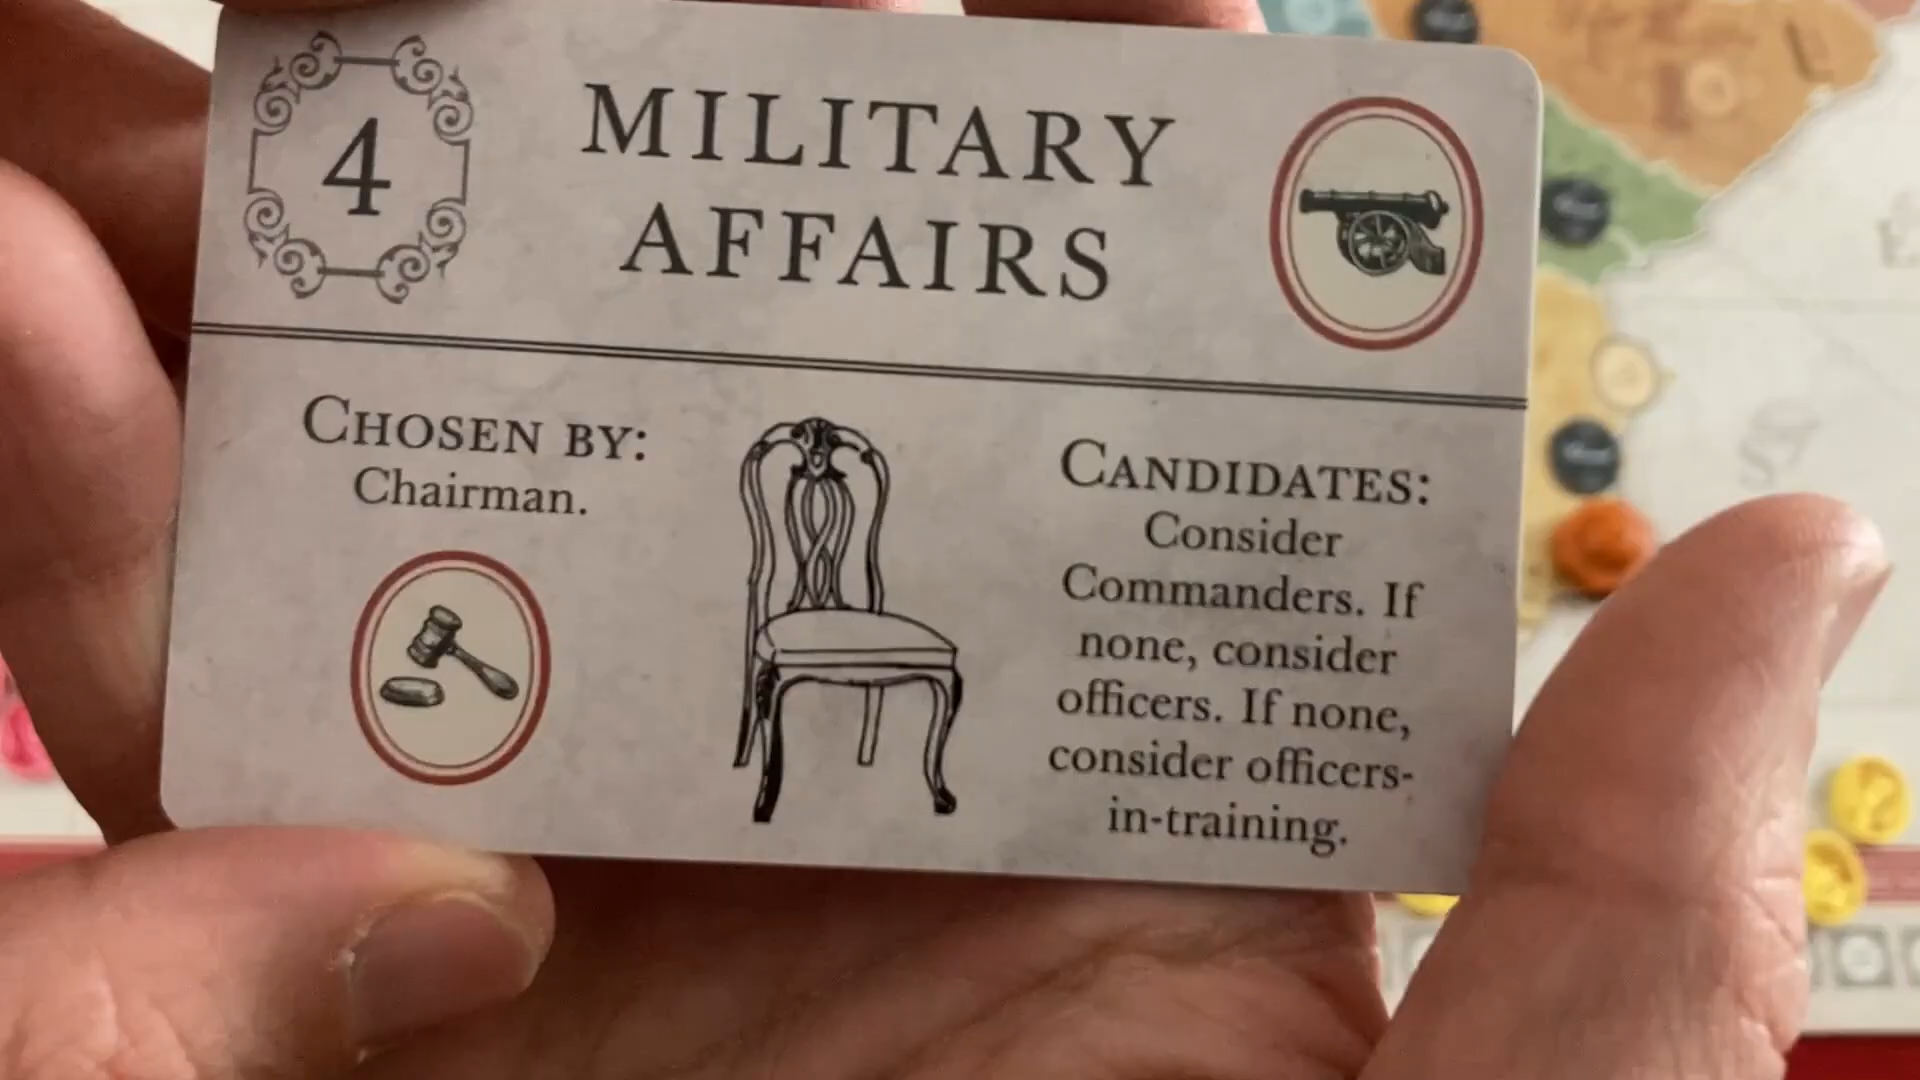 4
MILITARY
AFFAIRS
CHOSEN BY:
Chairman.
CANDIDATES:
Consider
Commanders. If
none, consider
officers. If none,
consider officers-
in-training.